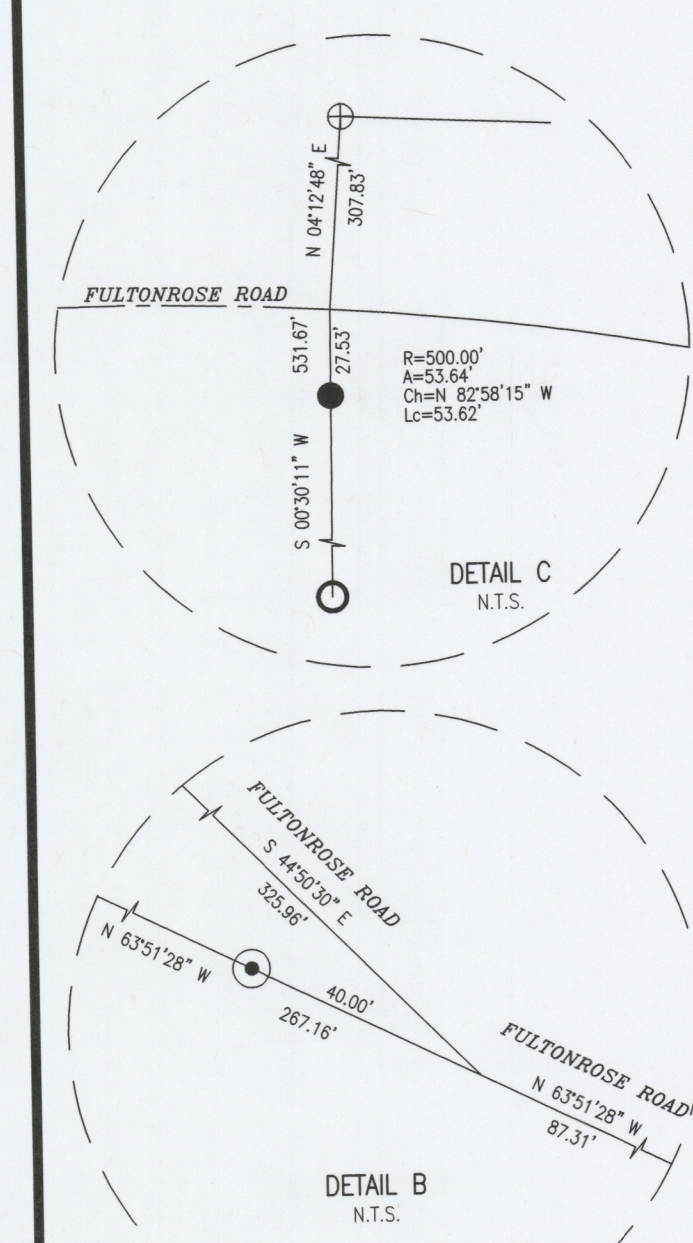 N 04°12'48" E
307.83'
FULTONROSE ROAD
531.67'
27.53'
R=500.00'
A=53.64'
Ch=N 82°58'15" W
Lc=53.62'
S 00°30'11" W
DETAIL C
N.T.S.
FULTONROSE ROAD
S 44°50'30" E
325.96'
N 63°51'28" W
40.00'
267.16'
FULTONROSE ROAD
N 63°51'28" W
87.31'
DETAIL B
N.T.S.